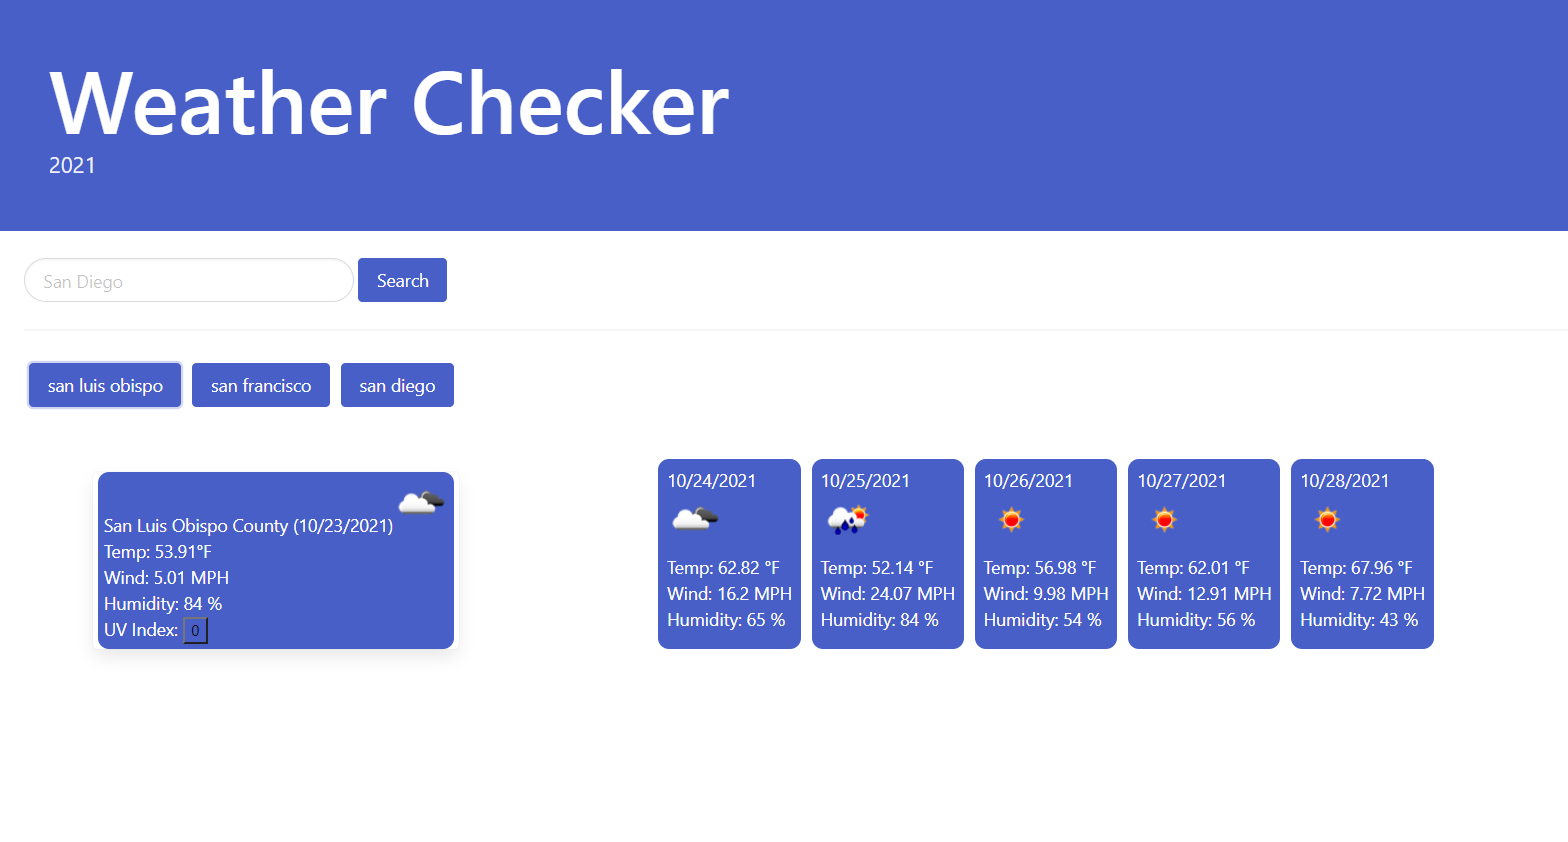 Weather Checker
2021
San Diego
Search
san luis obispo
san francisco
san diego
San Luis Obispo County (10/23/2021)
Temp: 53.91°F
Wind: 5.01 MPH
Humidity: 84 %
UV Index: 0
10/24/2021
Temp: 62.82 °F
Wind: 16.2 MPH
Humidity: 65 %
10/25/2021
Temp: 52.14 °F
Wind: 24.07 MPH
Humidity: 84 %
10/26/2021
Temp: 56.98 °F
Wind: 9.98 MPH
Humidity: 54 %
10/27/2021
Temp: 62.01 °F
Wind: 12.91 MPH
Humidity: 56 %
10/28/2021
Temp: 67.96 °F
Wind: 7.72 MPH
Humidity: 43 %